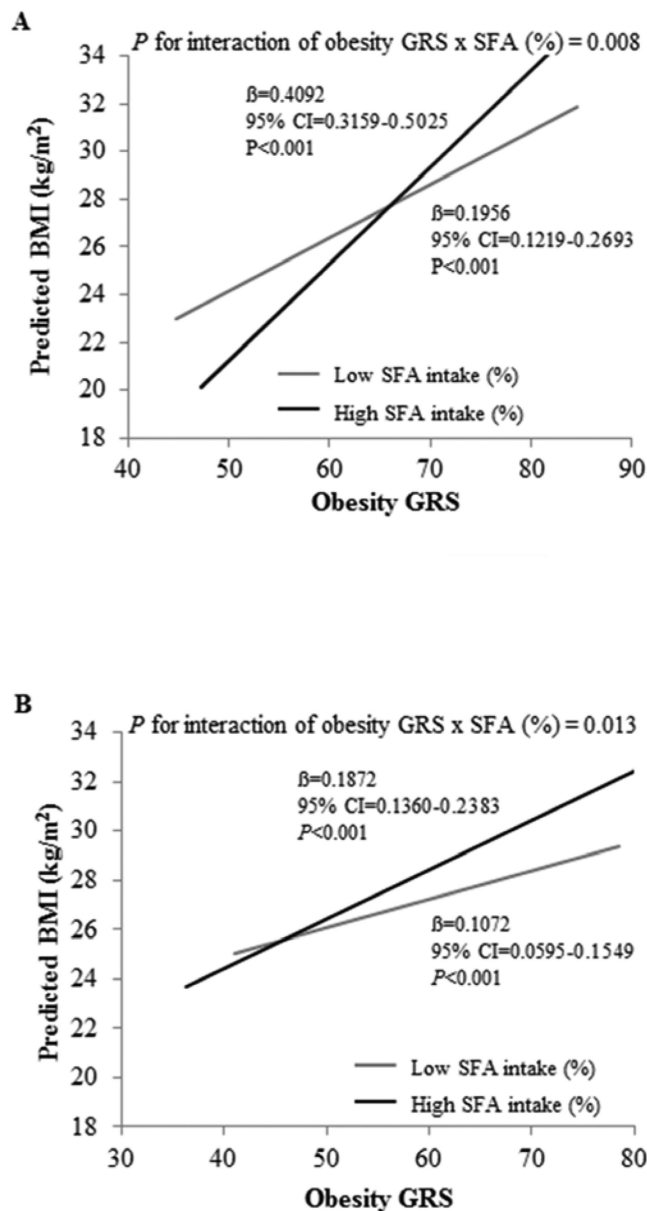 A
P for interaction of obesity GRS x SFA (%) = 0.008
34
32
30
28
26
24
22
20
18
Predicted BMI (kg/m²)
ß=0.4092
95% CI=0.3159-0.5025
P<0.001
ß=0.1956
95% CI=0.1219-0.2693
P<0.001
Low SFA intake (%)
High SFA intake (%)
40 50 60 70 80 90
Obesity GRS
B
P for interaction of obesity GRS x SFA (%) = 0.013
34
32
30
28
26
24
22
20
18
Predicted BMI (kg/m²)
ß=0.1872
95% CI=0.1360-0.2383
P<0.001
ß=0.1072
95% CI=0.0595-0.1549
P<0.001
Low SFA intake (%)
High SFA intake (%)
30 40 50 60 70 80
Obesity GRS